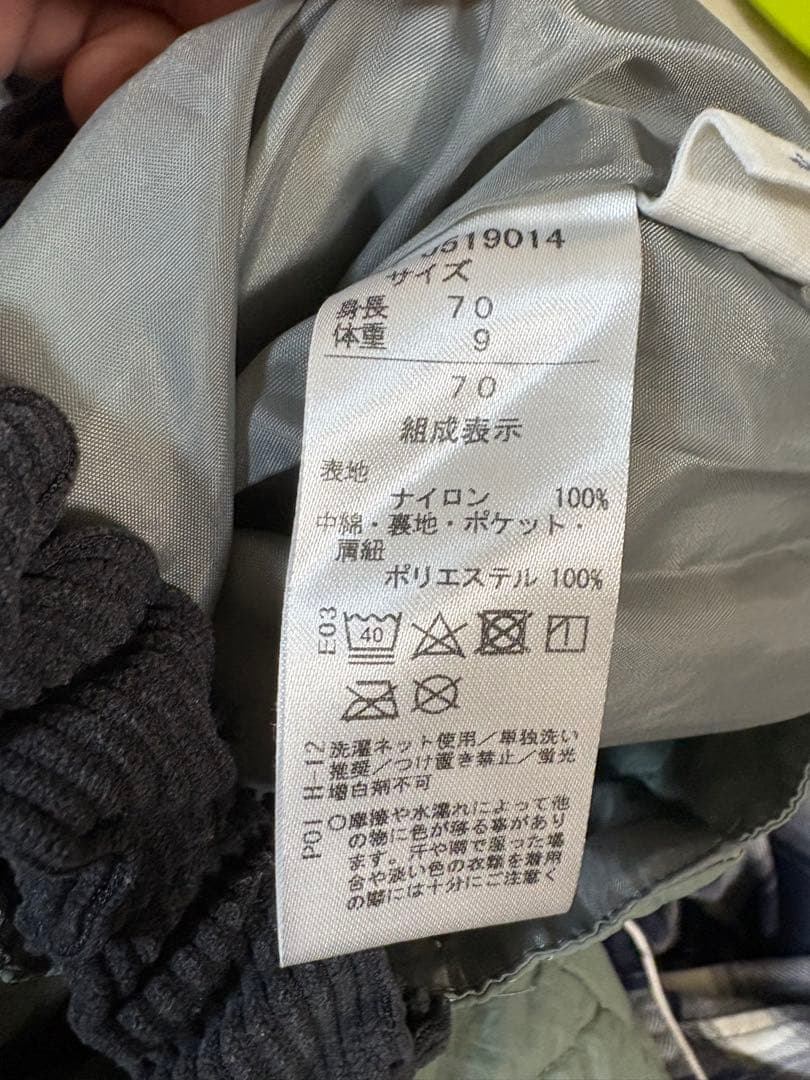 519014
サイズ
身長 70
体重 9
70
組成表示
表地
ナイロン 100%
中綿・裏地・ポケット・
肩紐
ポリエステル 100%
E03
40
H-12 洗濯ネット使用/単独洗い
推奨/つけ置き禁止/蛍光
増白剤不可
P01 〇摩擦や水濡れによって他
の物に色が移る事があり
ます。汗や雨で湿った場
合や淡い色の衣類を着用
の際には十分にご注意く